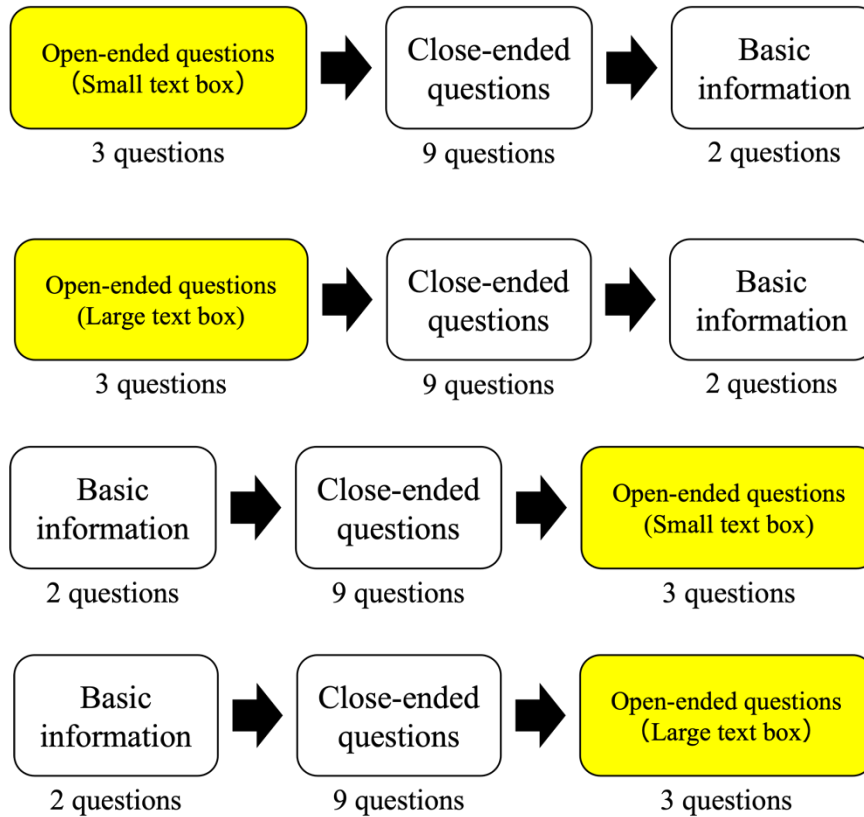 Open-ended questions
（Small text box）
Close-ended
questions
Basic
information
3 questions
9 questions
2 questions
Open-ended questions
(Large text box)
Close-ended
questions
Basic
information
3 questions
9 questions
2 questions
Basic
information
Close-ended
questions
Open-ended questions
(Small text box)
2 questions
9 questions
3 questions
Basic
information
Close-ended
questions
Open-ended questions
（Large text box）
2 questions
9 questions
3 questions